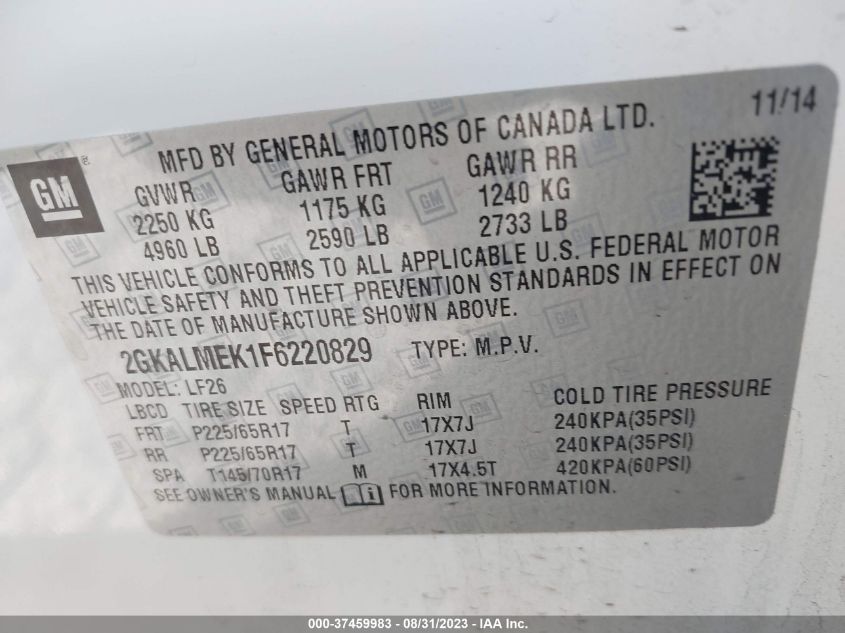 11/14
MFD BY GENERAL MOTORS OF CANADA LTD.
GM
GVWR GAWR FRT GAWR RR
2250 KG 1175 KG 1240 KG
4960 LB 2590 LB 2733 LB
THIS VEHICLE CONFORMS TO ALL APPLICABLE U.S. FEDERAL MOTOR
VEHICLE SAFETY AND THEFT PREVENTION STANDARDS IN EFFECT ON
THE DATE OF MANUFACTURE SHOWN ABOVE.
2GKALMEK1F6220829 TYPE: M.P.V.
MODEL: LF26
LBCD TIRE SIZE SPEED RTG RIM COLD TIRE PRESSURE
FRT P225/65R17 T 17X7J 240KPA(35PSI)
RR P225/65R17 T 17X7J 240KPA(35PSI)
SPA T145/70R17 M 17X4.5T 420KPA(60PSI)
SEE OWNER'S MANUAL FOR MORE INFORMATION.
000-37459983 - 08/31/2023 - IAA Inc.